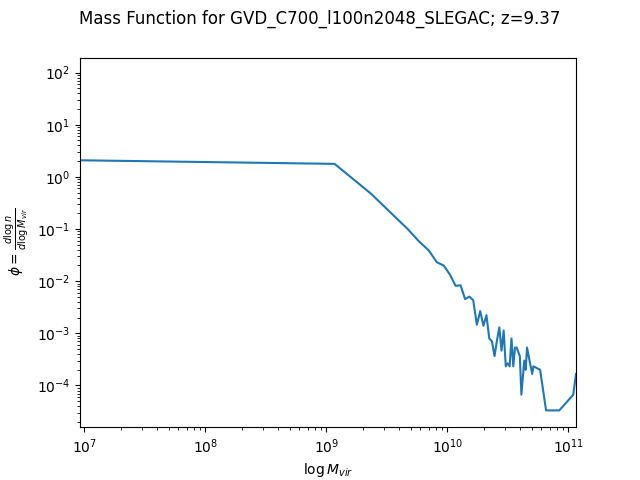 Mass Function for GVD_C700_l100n2048_SLEGAC; z=9.37
ϕ = d log n / d log M_vir
10^2
10^1
10^0
10^-1
10^-2
10^-3
10^-4
10^7 10^8 10^9 10^10 10^11
log M_vir